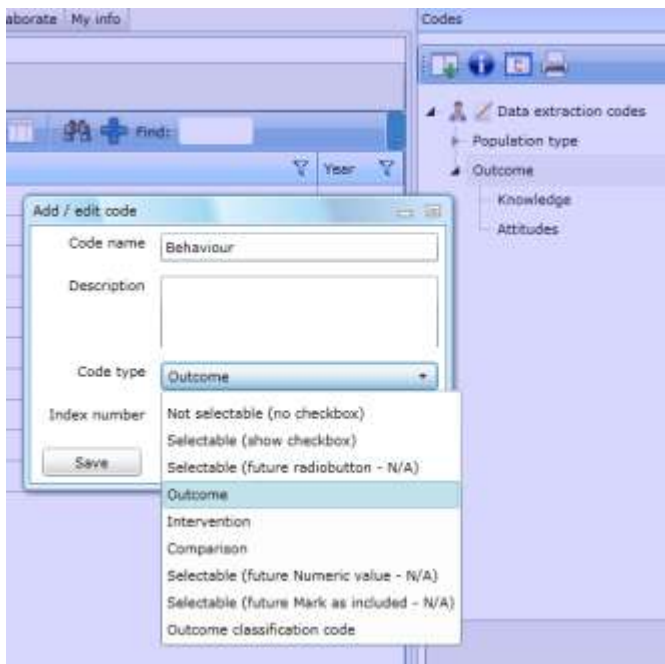 aborate My info
Codes
Find:
Year
Data extraction codes
Population type
Outcome
Knowledge
Attitudes
Add / edit code
Code name Behaviour
Description
Code type Outcome
Index number
Save
Not selectable (no checkbox)
Selectable (show checkbox)
Selectable (future radiobutton - N/A)
Outcome
Intervention
Comparison
Selectable (future Numeric value - N/A)
Selectable (future Mark as included - N/A)
Outcome classification code